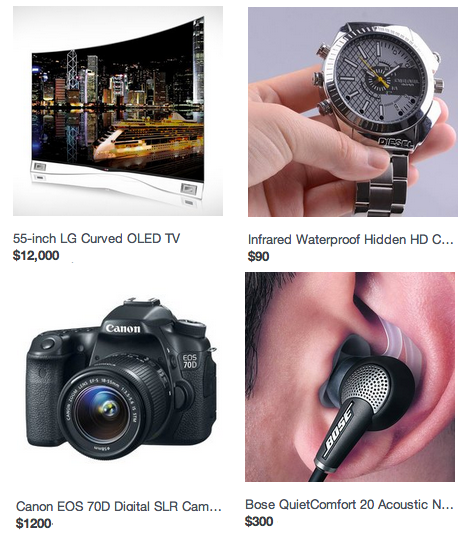 55-inch LG Curved OLED TV
$12,000
DIESEL
Infrared Waterproof Hidden HD C...
$90
Canon
EOS
70D
Canon EOS 70D Digital SLR Cam...
$1200
BOSE
Bose QuietComfort 20 Acoustic N...
$300